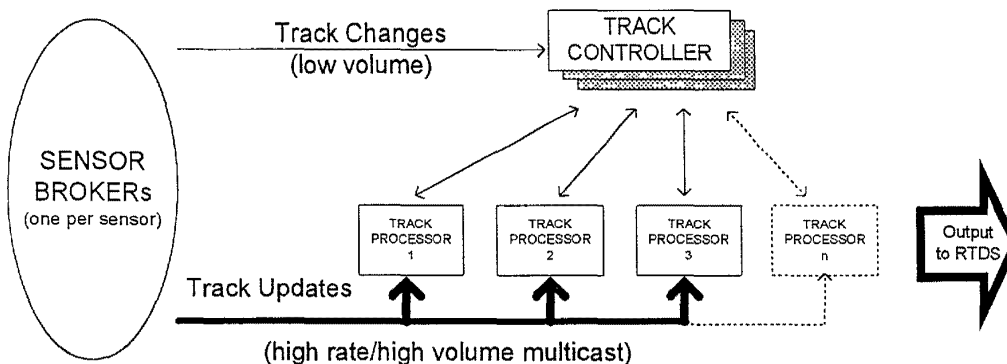 Track Changes
(low volume)
TRACK
CONTROLLER
SENSOR
BROKERs
(one per sensor)
TRACK
PROCESSOR
1
TRACK
PROCESSOR
2
TRACK
PROCESSOR
3
TRACK
PROCESSOR
n
Output
to RTDS
Track Updates
(high rate/high volume multicast)